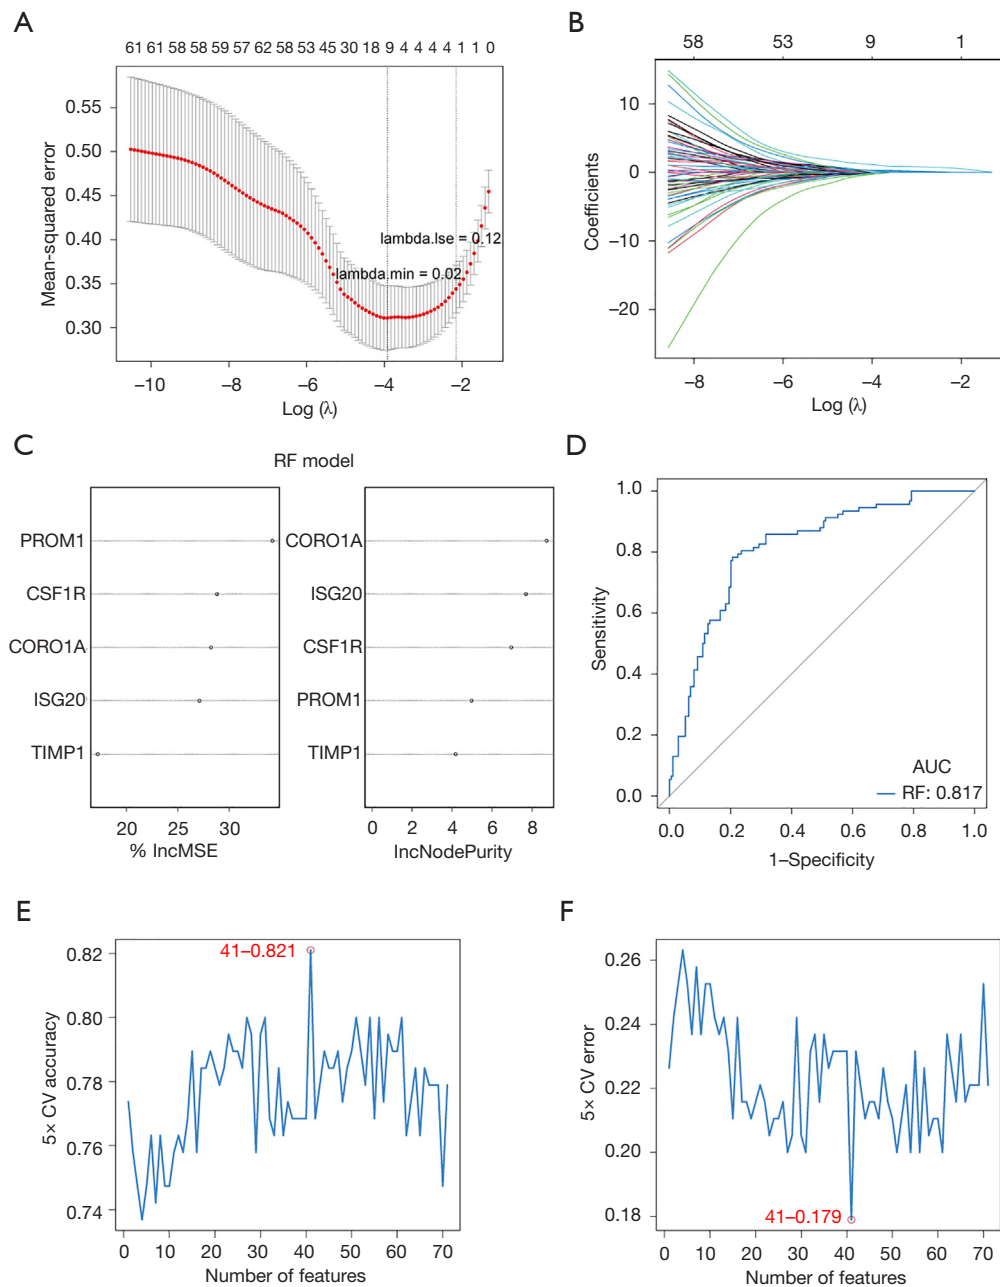 A
61 61 58 58 59 57 62 58 53 45 30 18 9 4 4 4 4 1 1 0
0.55
0.50
0.45
0.40
0.35
0.30
Mean-squared error
lambda.lse = 0.12
lambda.min = 0.02
−10 −8 −6 −4 −2
Log (λ)
B
58 53 9 1
10
0
−10
−20
Coefficients
−8 −6 −4 −2
Log (λ)
C
RF model
PROM1
CSF1R
CORO1A
ISG20
TIMP1
20 25 30
% IncMSE
CORO1A
ISG20
CSF1R
PROM1
TIMP1
0 2 4 6 8
IncNodePurity
D
1.0
0.8
0.6
0.4
0.2
0.0
Sensitivity
AUC
RF: 0.817
0.0 0.2 0.4 0.6 0.8 1.0
1–Specificity
E
0.82
0.80
0.78
0.76
0.74
5× CV accuracy
41–0.821
0 10 20 30 40 50 60 70
Number of features
F
0.26
0.24
0.22
0.20
0.18
5× CV error
41–0.179
0 10 20 30 40 50 60 70
Number of features